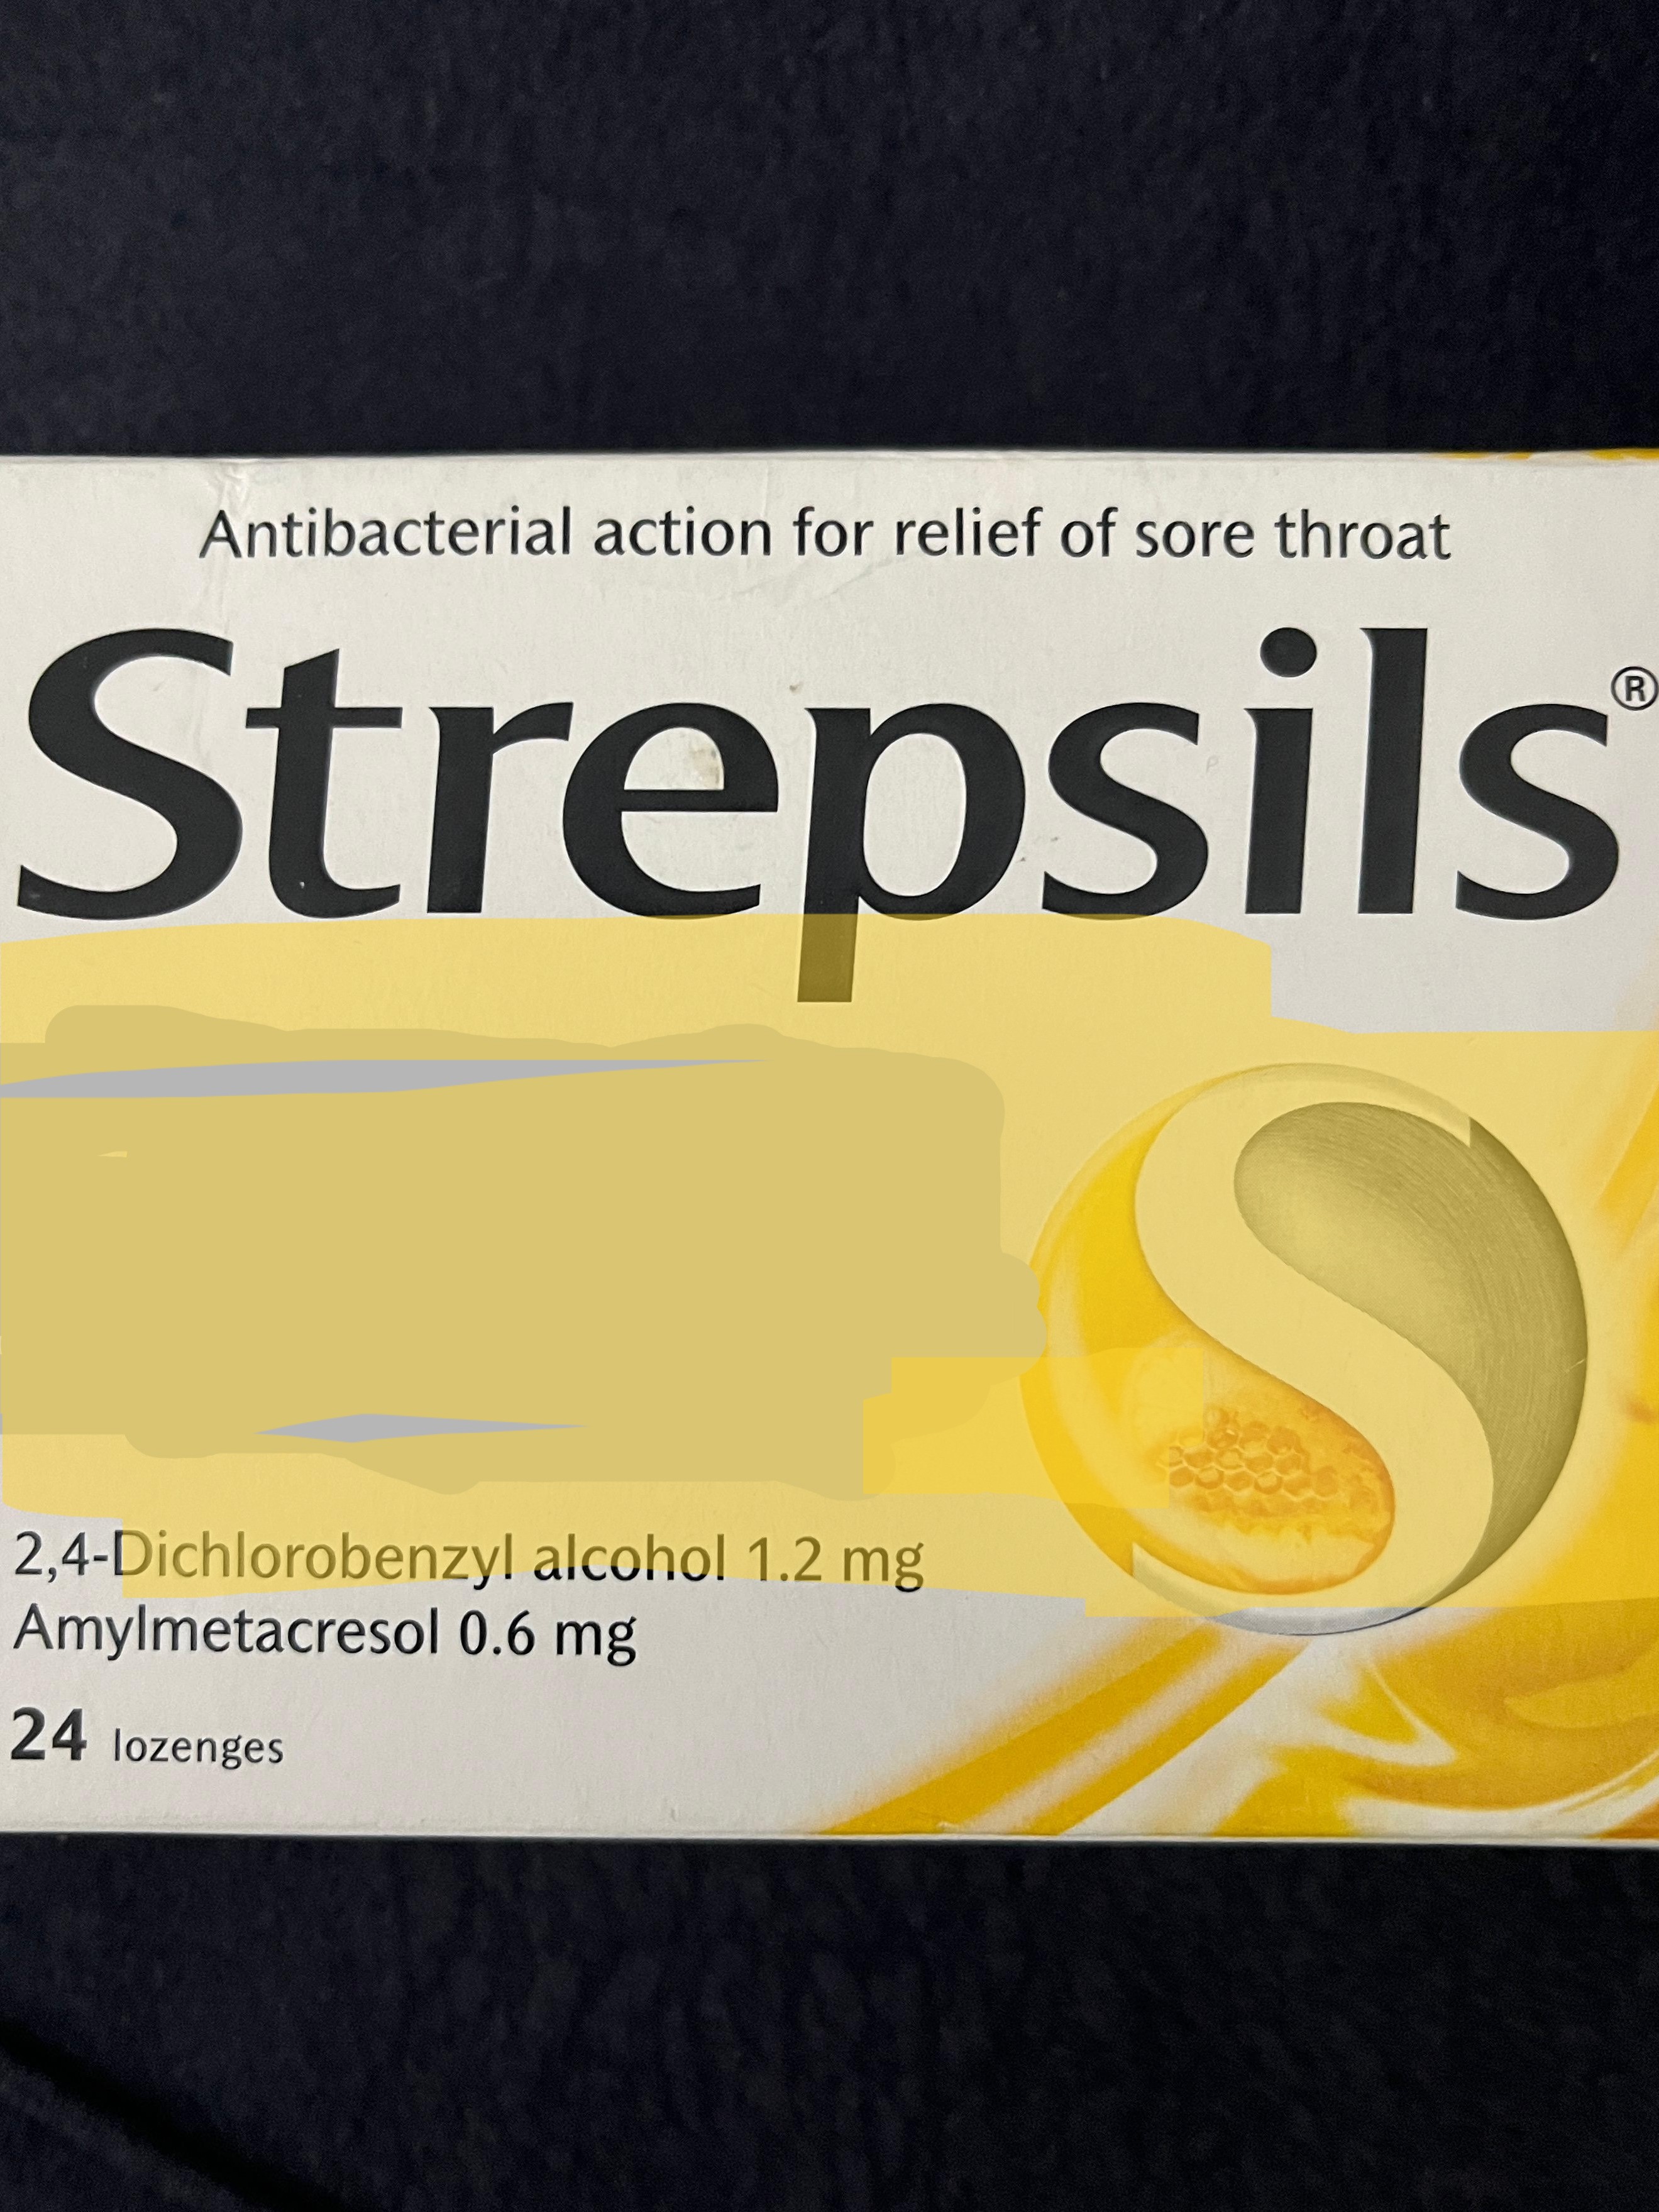 Antibacterial action for relief of sore throat
Strepsils®
2,4-Dichlorobenzyl alcohol 1.2 mg
Amylmetacresol 0.6 mg
24 lozenges